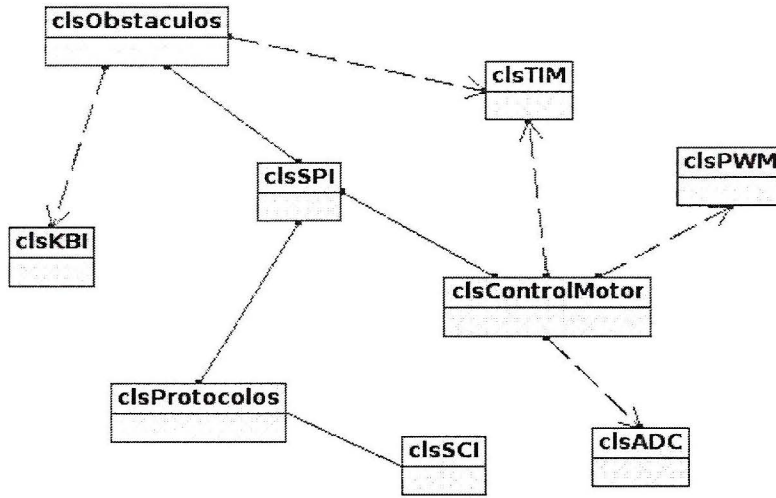 clsObstaculos
clsTIM
clsPWM
clsSPI
clsKBI
clsControlMotor
clsProtocolos
clsSCI
clsADC